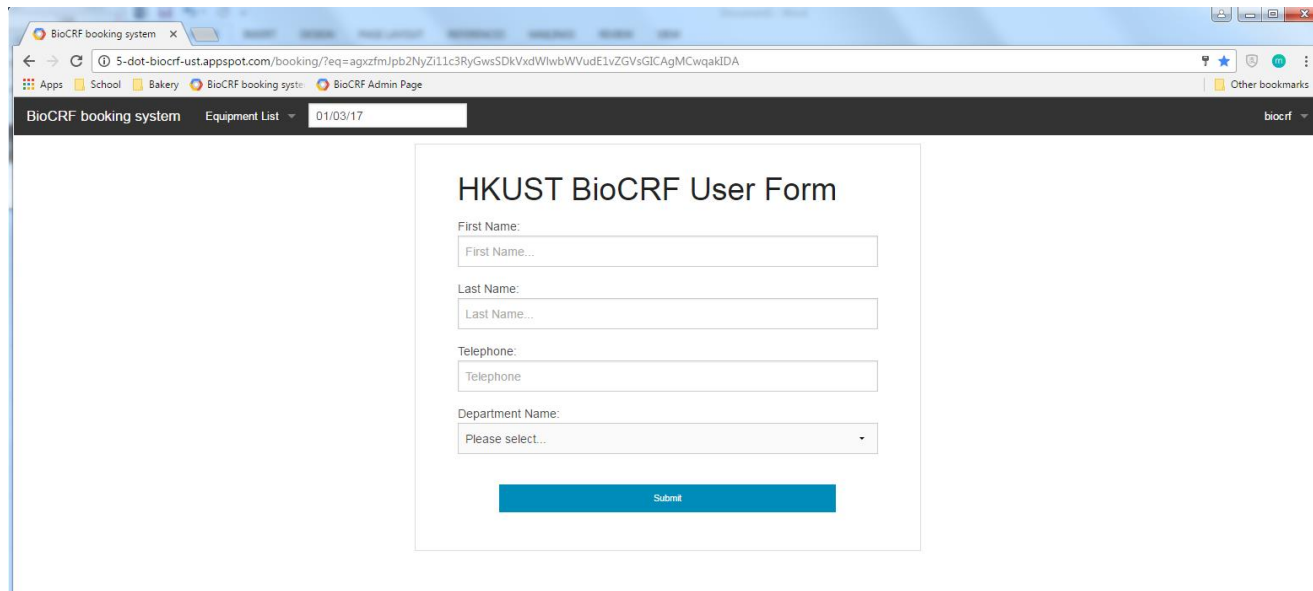 BioCRF booking system
5-dot-biocrf-ust.appspot.com/booking/?eq=agxzfmJpb2NyZi11c3RyGwsSDkVxdWlwbWVudE1vZGVsGICAgMCwqakIDA
Apps School Bakery BioCRF booking syste BioCRF Admin Page Other bookmarks
BioCRF booking system Equipment List 01/03/17 biocrf
HKUST BioCRF User Form
First Name:
First Name...
Last Name:
Last Name...
Telephone:
Telephone
Department Name:
Please select...
Submit